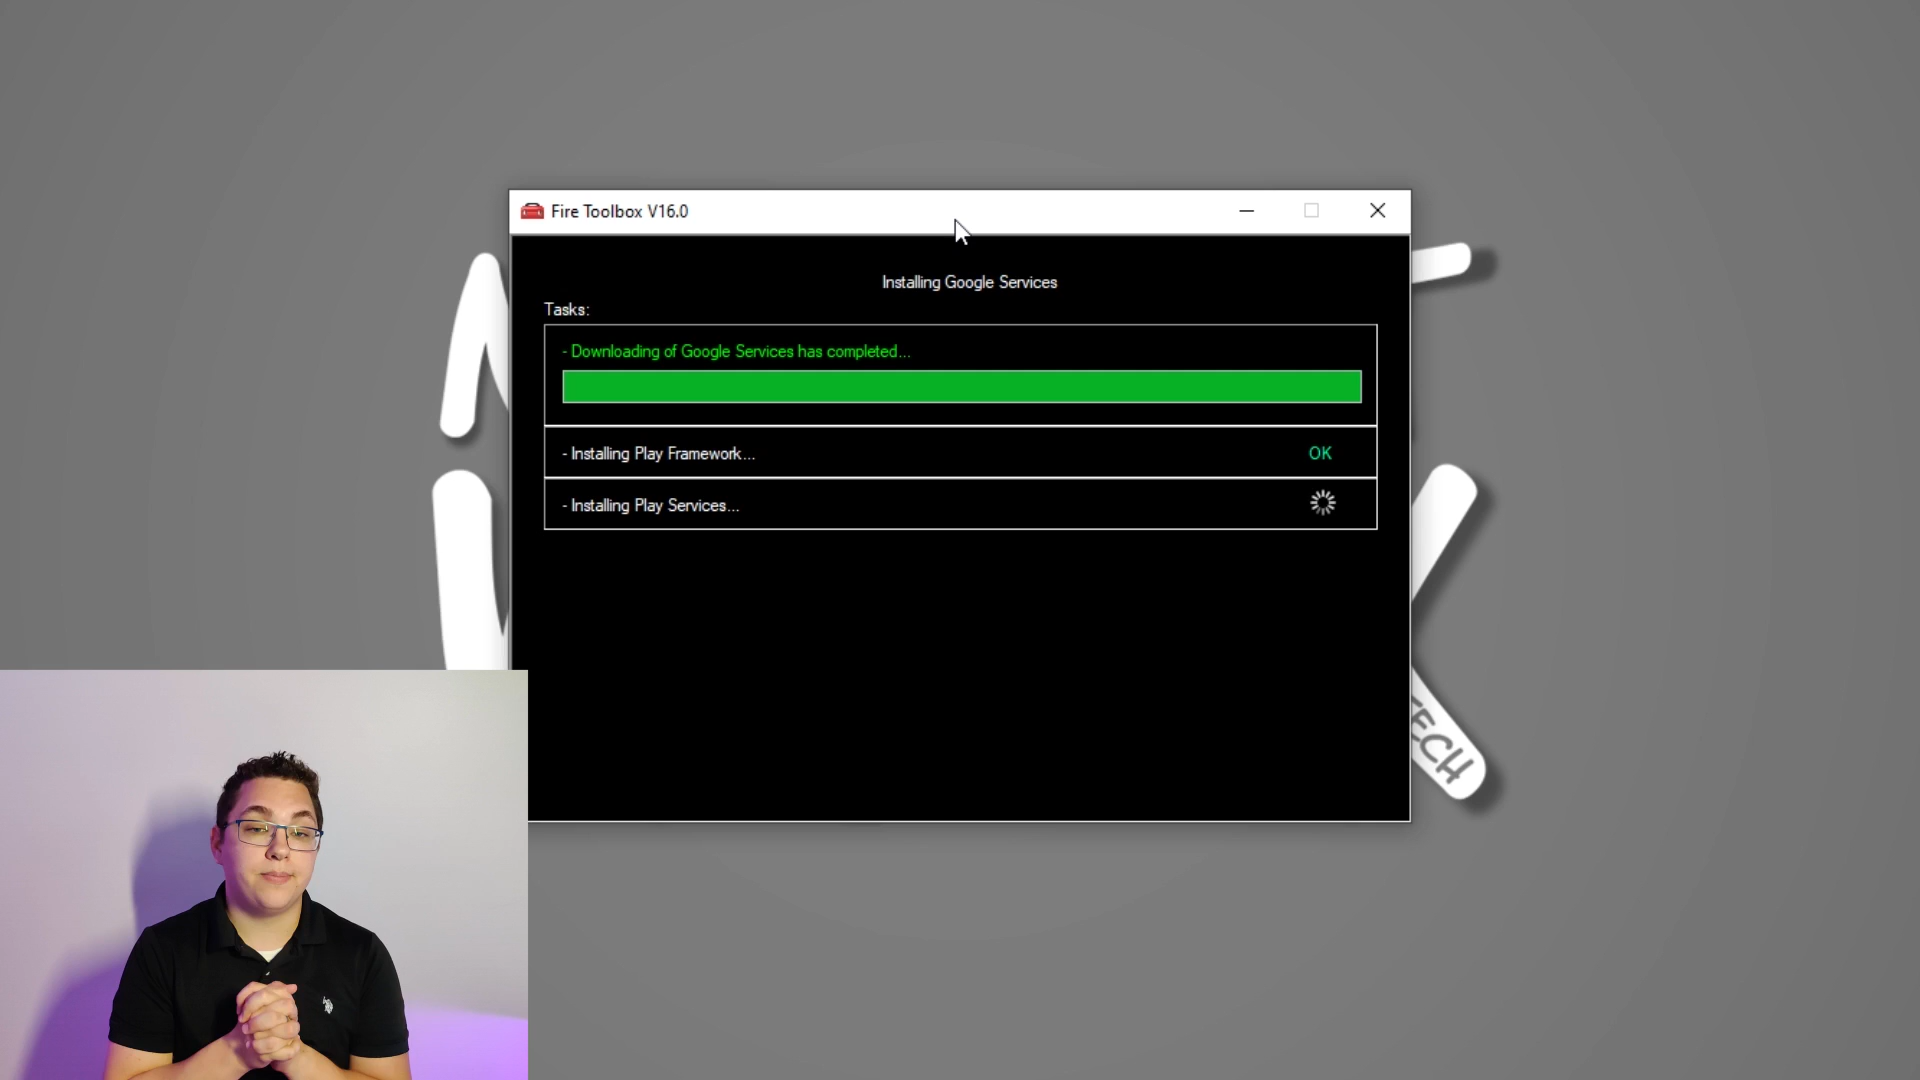 Fire Toolbox V16.0
Installing Google Services
Tasks:
- Downloading of Google Services has completed...
- Installing Play Framework...
OK
- Installing Play Services...
TECH